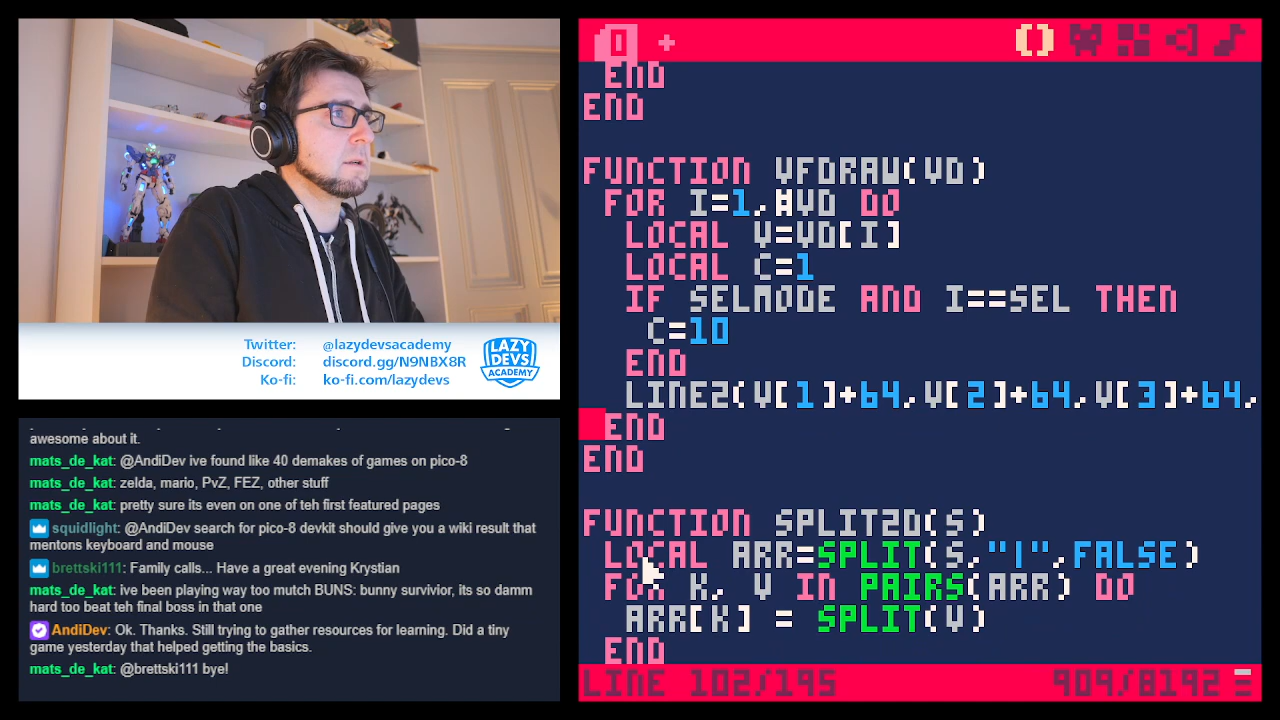 Twitter: @lazydevsacademy
Discord: discord.gg/N9NBX8R
Ko-fi: ko-fi.com/lazydevs
LAZY
DEVS
ACADEMY
awesome about it.
mats_de_kat: @AndiDev ive found like 40 demakes of games on pico-8
mats_de_kat: zelda, mario, PvZ, FEZ, other stuff
mats_de_kat: pretty sure its even on one of teh first featured pages
squidlight: @AndiDev search for pico-8 devkit should give you a wiki result that
mentons keyboard and mouse
brettski111: Family calls... Have a great evening Krystian
mats_de_kat: ive been playing way too mutch BUNS: bunny survivior, its so damm
hard too beat teh final boss in that one
AndiDev: Ok. Thanks. Still trying to gather resources for learning. Did a tiny
game yesterday that helped getting the basics.
mats_de_kat: @brettski111 bye!
0 +
END
END
FUNCTION VFDRAW(VD)
FOR I=1,#VD DO
LOCAL V=VD[I]
LOCAL C=1
IF SELMODE AND I==SEL THEN
C=10
END
LINE2(V[1]+64,V[2]+64,V[3]+64,
END
END
FUNCTION SPLIT2D(S)
LOCAL ARR=SPLIT(S,"|",FALSE)
FOR K, V IN PAIRS(ARR) DO
ARR[K] = SPLIT(V)
END
LINE 102/195 909/8192